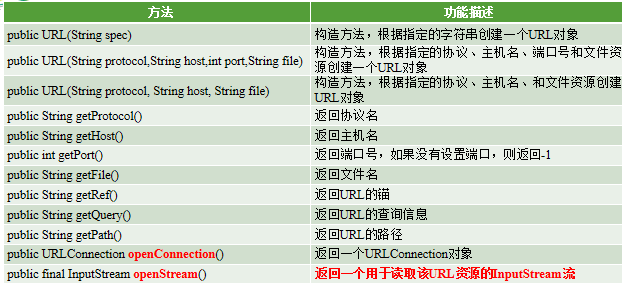 方法 功能描述
public URL(String spec) 构造方法，根据指定的字符串创建一个URL对象
public URL(String protocol,String host,int port,String file) 构造方法，根据指定的协议、主机名、端口号和文件资
源创建一个URL对象
public URL(String protocol, String host, String file) 构造方法，根据指定的协议、主机名、和文件资源创建
URL对象
public String getProtocol() 返回协议名
public String getHost() 返回主机名
public int getPort() 返回端口号，如果没有设置端口，则返回-1
public String getFile() 返回文件名
public String getRef() 返回URL的锚
public String getQuery() 返回URL的查询信息
public String getPath() 返回URL的路径
public URLConnection openConnection() 返回一个URLConnection对象
public final InputStream openStream() 返回一个用于读取该URL资源的InputStream流